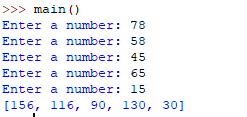 >>> main()
Enter a number: 78
Enter a number: 58
Enter a number: 45
Enter a number: 65
Enter a number: 15
[156, 116, 90, 130, 30]